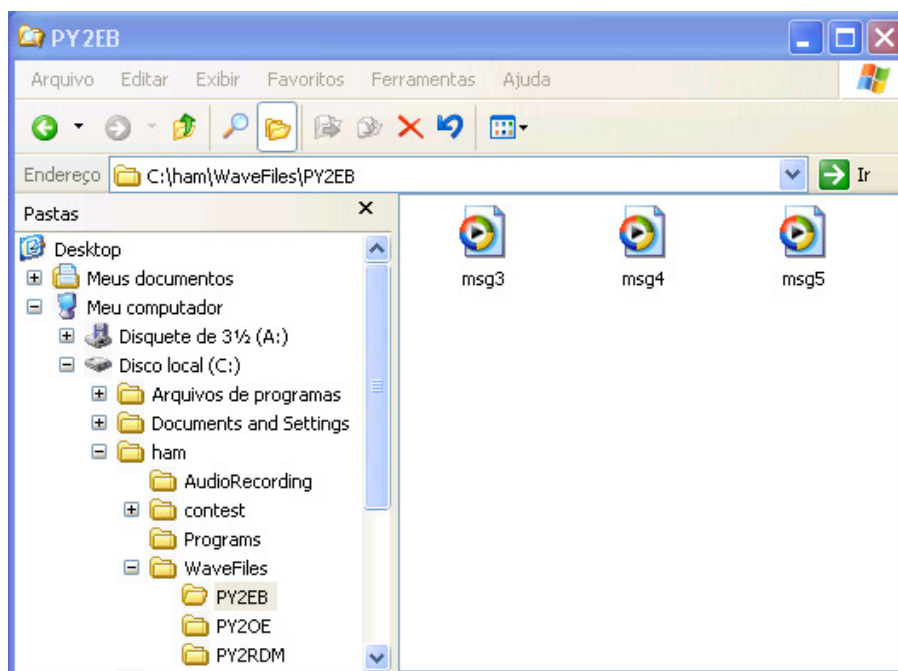 PY2EB
Arquivo Editar Exibir Favoritos Ferramentas Ajuda
Endereço C:\ham\WaveFiles\PY2EB Ir
Pastas
Desktop
Meus documentos
Meu computador
Disquete de 3½ (A:)
Disco local (C:)
Arquivos de programas
Documents and Settings
ham
AudioRecording
contest
Programs
WaveFiles
PY2EB
PY2OE
PY2RDM
msg3 msg4 msg5